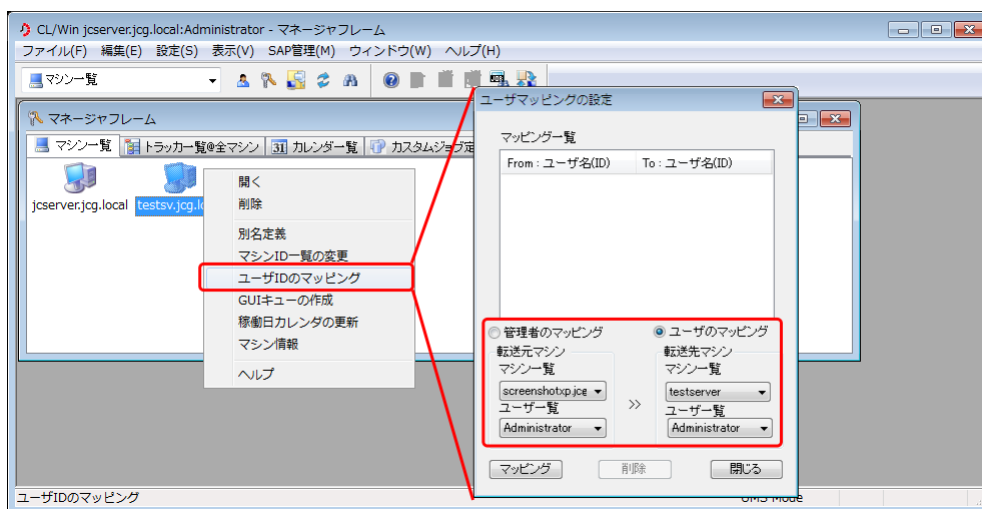 CL/Win jcserver.jcg.local:Administrator - マネージャフレーム
ファイル(F) 編集(E) 設定(S) 表示(V) SAP管理(M) ウィンドウ(W) ヘルプ(H)
マシン一覧
マネージャフレーム
マシン一覧 トラッカー一覧@全マシン 31 カレンダー一覧 カスタムジョブ定
jcserver.jcg.local testsv.jcg.lo
開く
削除
別名定義
マシンID一覧の変更
ユーザIDのマッピング
GUIキューの作成
稼働日カレンダの更新
マシン情報
ヘルプ
ユーザマッピングの設定
マッピング一覧
From : ユーザ名(ID) To : ユーザ名(ID)
管理者のマッピング ユーザのマッピング
転送元マシン 転送先マシン
マシン一覧 マシン一覧
screenshotxp.jcg testserver
>>
ユーザ一覧 ユーザ一覧
Administrator Administrator
マッピング 削除 閉じる
ユーザIDのマッピング